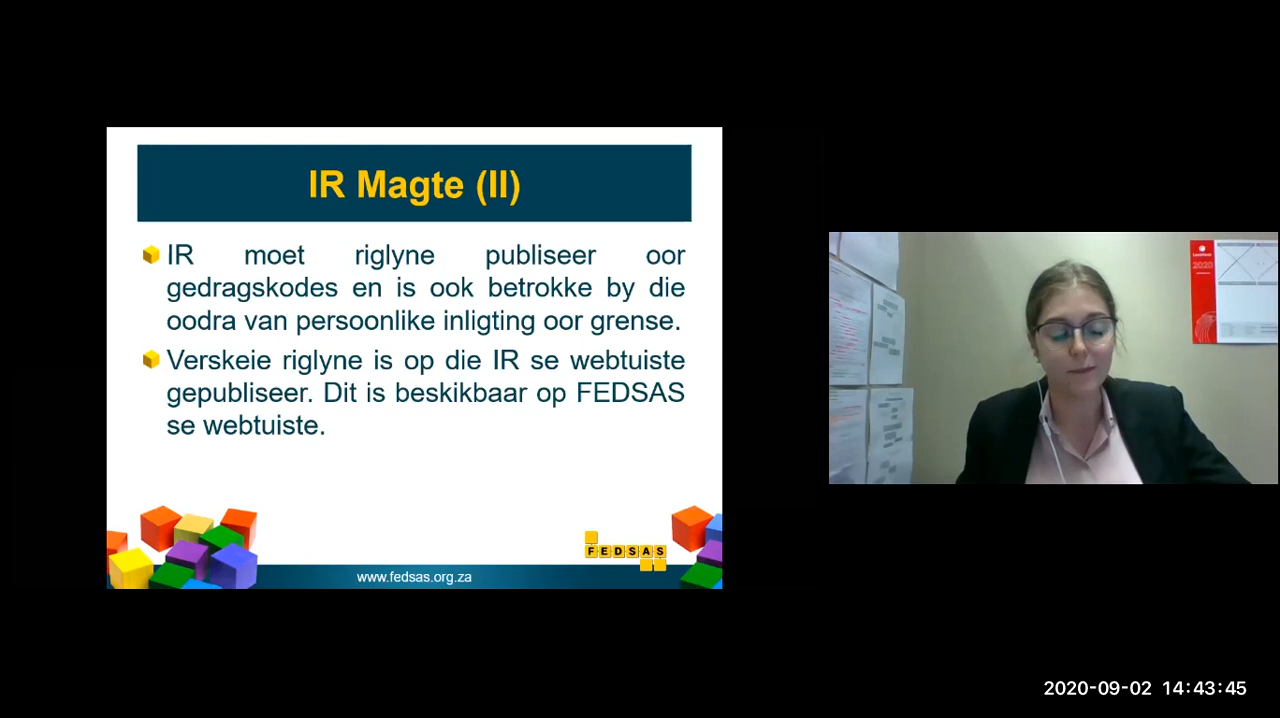 IR Magte (II)
IR moet riglyne publiseer oor
gedragskodes en is ook betrokke by die
oodra van persoonlike inligting oor grense.
Verskeie riglyne is op die IR se webtuiste
gepubliseer. Dit is beskikbaar op FEDSAS
se webtuiste.
FEDSAS
www.fedsas.org.za
2020
2020-09-02 14:43:45